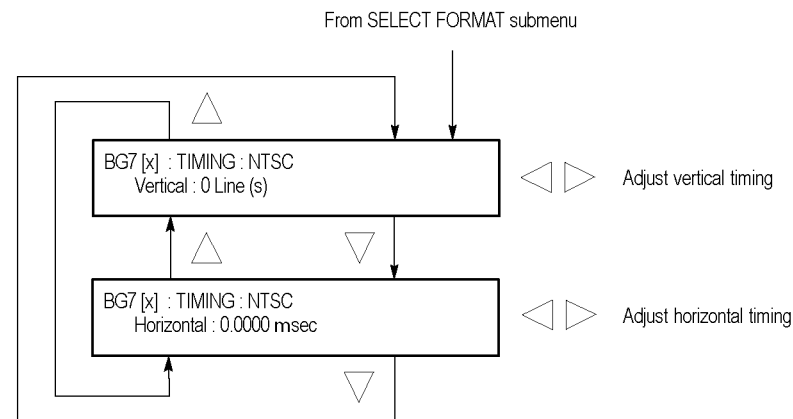 From SELECT FORMAT submenu
BG7 [x] : TIMING : NTSC
Vertical : 0 Line (s)
Adjust vertical timing
BG7 [x] : TIMING : NTSC
Horizontal : 0.0000 msec
Adjust horizontal timing